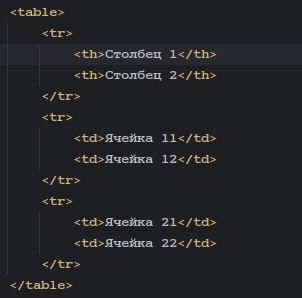 <table>
<tr>
<th>Столбец 1</th>
<th>Столбец 2</th>
</tr>
<tr>
<td>Ячейка 11</td>
<td>Ячейка 12</td>
</tr>
<tr>
<td>Ячейка 21</td>
<td>Ячейка 22</td>
</tr>
</table>